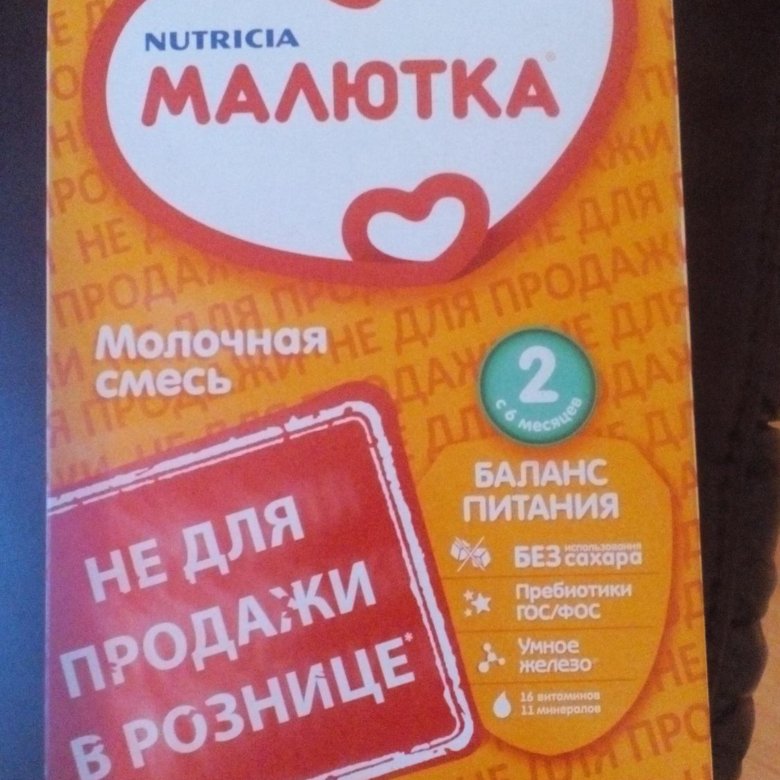 NUTRICIA
МАЛЮТКА®
Молочная
смесь
2
с 6 месяцев
БАЛАНС
ПИТАНИЯ
БЕЗ использования сахара
Пребиотики
ГОС/ФОС
Умное
железо
16 витаминов
11 минералов
НЕ ДЛЯ
ПРОДАЖИ
В РОЗНИЦЕ*